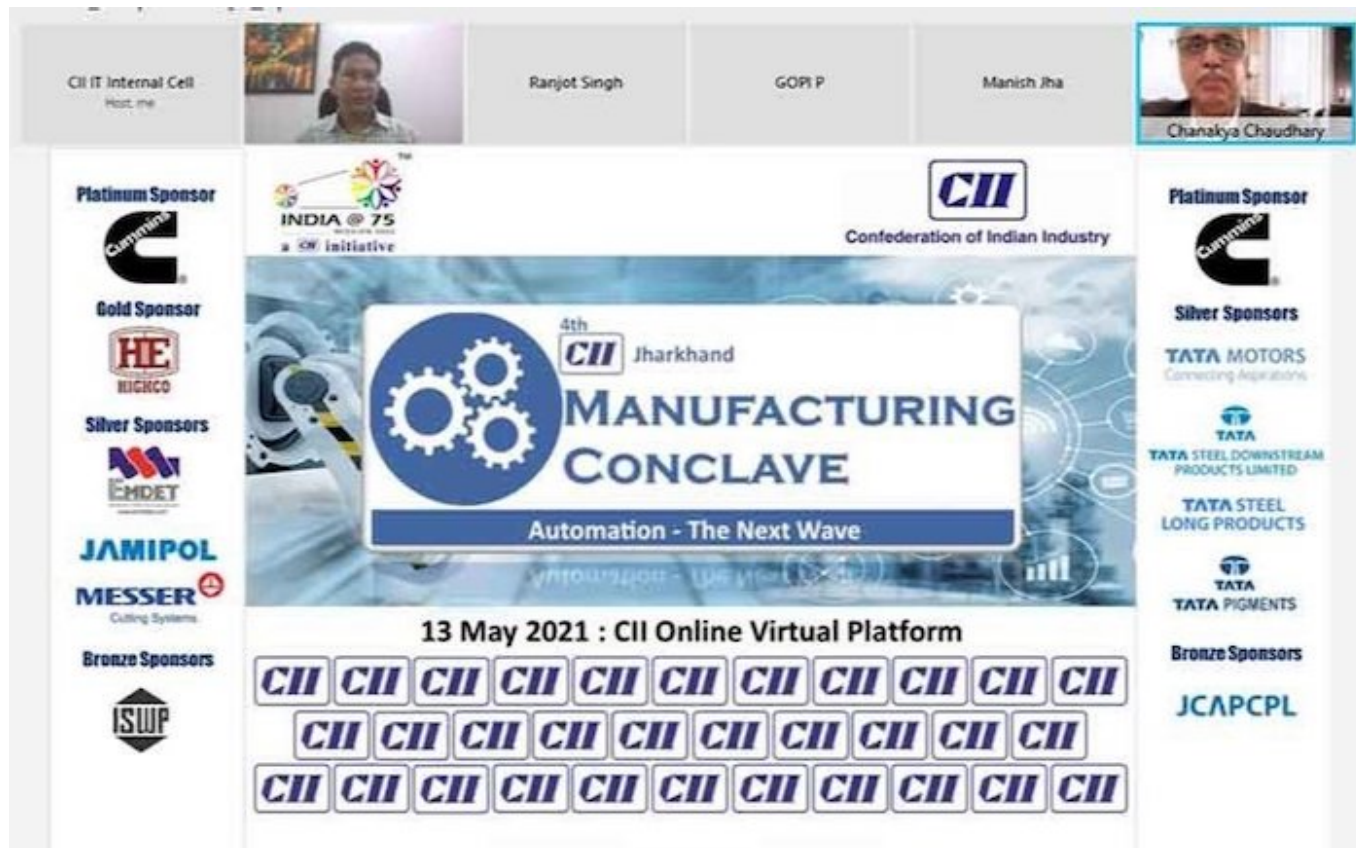 CII IT Internal Cell
Host, me
Ranjot Singh
GOPI P
Manish Jha
Chanakya Chaudhary
Platinum Sponsor
Cummins
Gold Sponsor
HE
HIGHCO
Silver Sponsors
EMDET
JAMIPOL
MESSER
Cutting Systems
Bronze Sponsors
ISWP
TM
INDIA @ 75
a CII initiative
CII
Confederation of Indian Industry
4th
CII Jharkhand
MANUFACTURING
CONCLAVE
Automation - The Next Wave
13 May 2021 : CII Online Virtual Platform
CII CII CII CII CII CII CII CII CII CII CII
CII CII CII CII CII CII CII CII CII CII
CII CII CII CII CII CII CII CII CII CII CII
Platinum Sponsor
Cummins
Silver Sponsors
TATA MOTORS
Connecting Aspirations
TATA
TATA STEEL DOWNSTREAM
PRODUCTS LIMITED
TATA STEEL
LONG PRODUCTS
TATA
TATA PIGMENTS
Bronze Sponsors
JCAPCPL